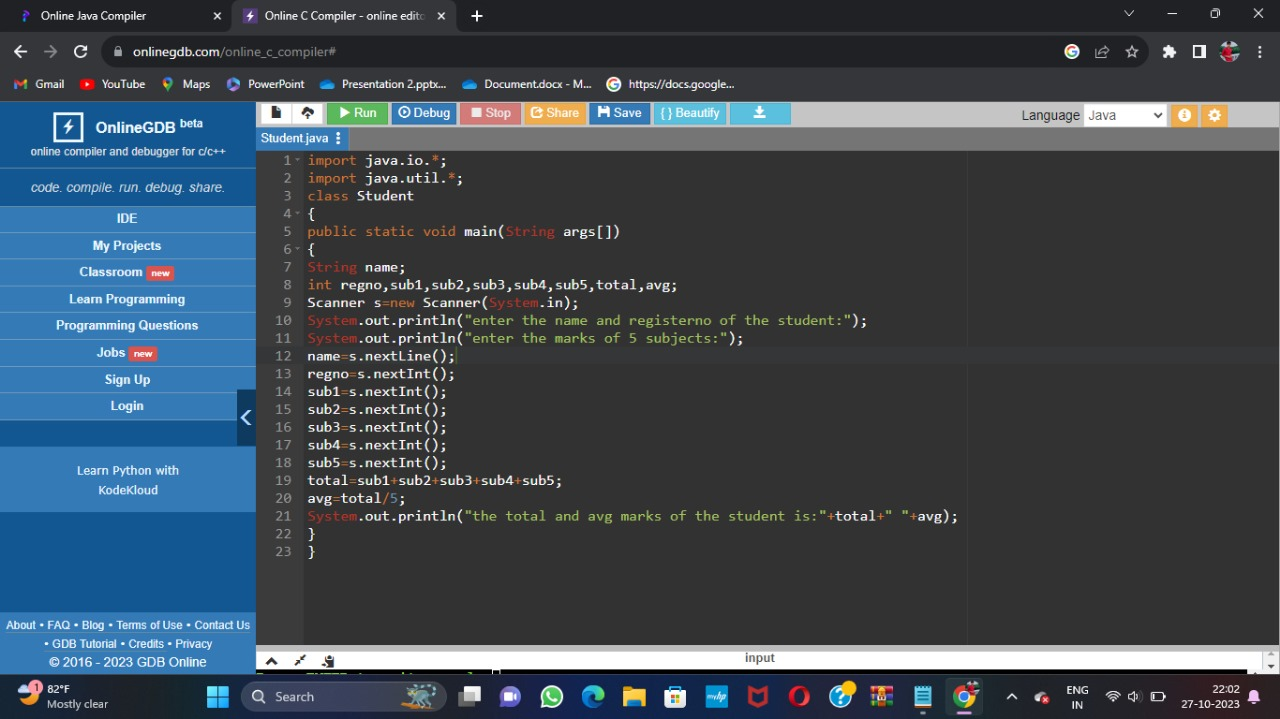 Online Java Compiler
Online C Compiler - online edito
onlinegdb.com/online_c_compiler#
Gmail YouTube Maps PowerPoint Presentation 2.pptx... Document.docx - M... https://docs.google...
OnlineGDB beta
online compiler and debugger for c/c++
code. compile. run. debug. share.
IDE
My Projects
Classroom new
Learn Programming
Programming Questions
Jobs new
Sign Up
Login
Learn Python with
KodeKloud
About • FAQ • Blog • Terms of Use • Contact Us
• GDB Tutorial • Credits • Privacy
© 2016 - 2023 GDB Online
Run Debug Stop Share Save { } Beautify
Language Java
Student.java
1 import java.io.*;
2 import java.util.*;
3 class Student
4 {
5 public static void main(String args[])
6 {
7 String name;
8 int regno,sub1,sub2,sub3,sub4,sub5,total,avg;
9 Scanner s=new Scanner(System.in);
10 System.out.println("enter the name and registerno of the student:");
11 System.out.println("enter the marks of 5 subjects:");
12 name=s.nextLine();
13 regno=s.nextInt();
14 sub1=s.nextInt();
15 sub2=s.nextInt();
16 sub3=s.nextInt();
17 sub4=s.nextInt();
18 sub5=s.nextInt();
19 total=sub1+sub2+sub3+sub4+sub5;
20 avg=total/5;
21 System.out.println("the total and avg marks of the student is:"+total+" "+avg);
22 }
23 }
input
1
82°F
Mostly clear
Search
ENG
IN
22:02
27-10-2023